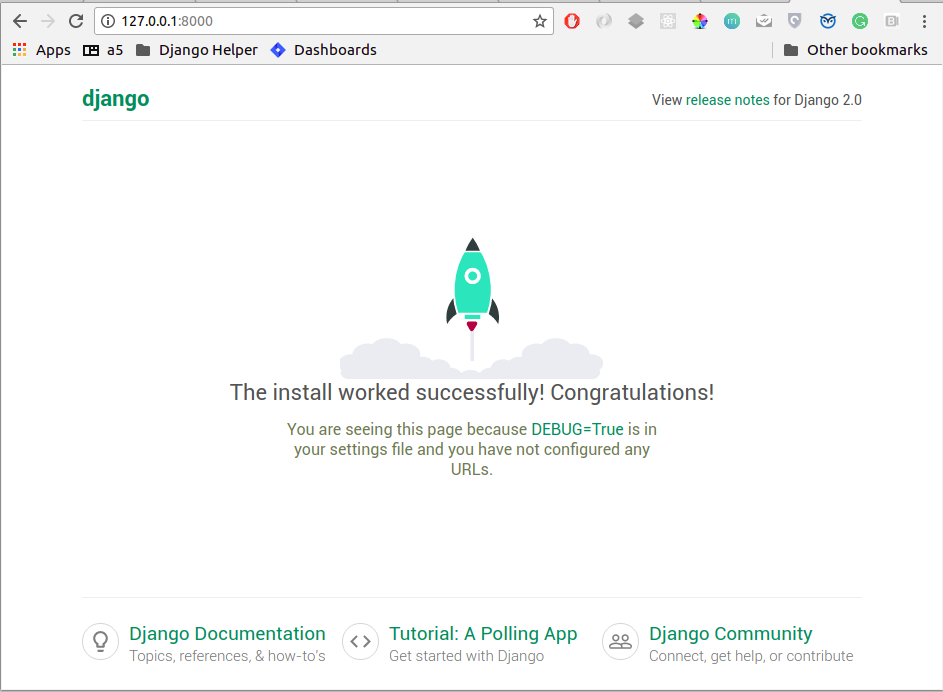 127.0.0.1:8000
Apps a5 Django Helper Dashboards Other bookmarks
django
View release notes for Django 2.0
The install worked successfully! Congratulations!
You are seeing this page because DEBUG=True is in
your settings file and you have not configured any
URLs.
Django Documentation
Topics, references, & how-to's
Tutorial: A Polling App
Get started with Django
Django Community
Connect, get help, or contribute